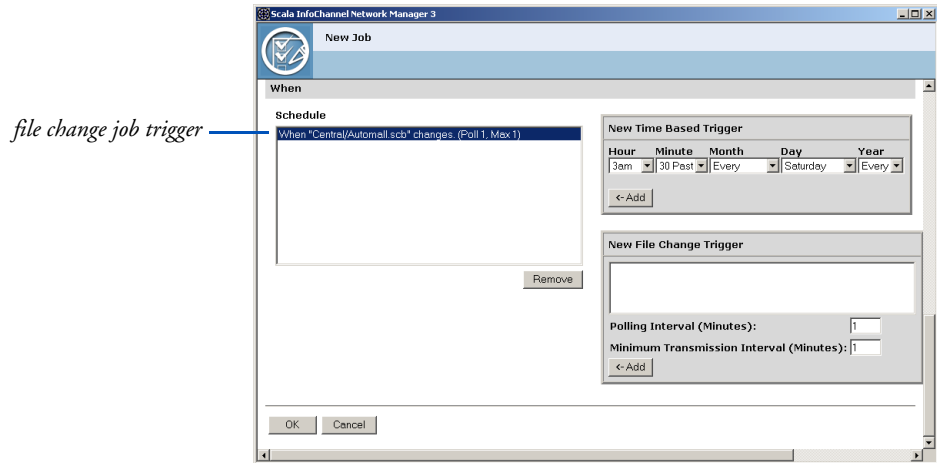 Scala InfoChannel Network Manager 3
New Job
When
file change job trigger
Schedule
When "Central/Automall.scb" changes. (Poll 1, Max 1)
Remove
New Time Based Trigger
Hour Minute Month Day Year
3am 30 Past Every Saturday Every
<-Add
New File Change Trigger
Polling Interval (Minutes): 1
Minimum Transmission Interval (Minutes): 1
<-Add
OK Cancel